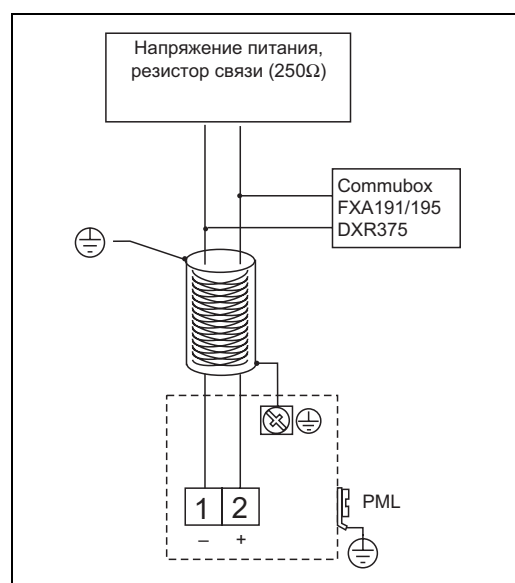 Напряжение питания,
резистор связи (250Ω)
Commubox
FXA191/195
DXR375
1 2
– +
PML